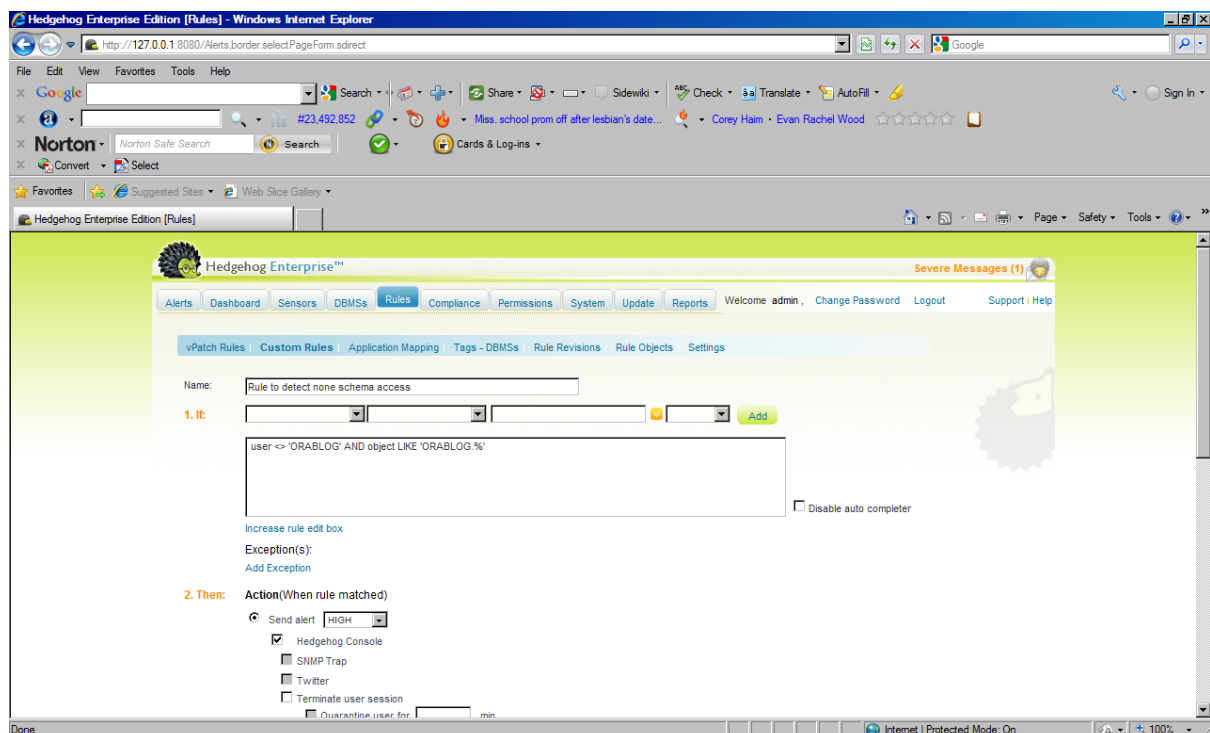 Hedgehog Enterprise Edition [Rules] - Windows Internet Explorer
http://127.0.0.1:8080/Alerts,border.selectPageForm.sdirect
Google
File Edit View Favorites Tools Help
x Google Search Share Sidewiki Check Translate AutoFill Sign In
x #23,492,852 Miss. school prom off after lesbian's date... Corey Haim Evan Rachel Wood
x Norton Norton Safe Search Search Cards & Log-ins
x Convert Select
Favorites Suggested Sites Web Slice Gallery
Hedgehog Enterprise Edition [Rules] Page Safety Tools
Hedgehog Enterprise™ Severe Messages (1)
Alerts Dashboard Sensors DBMSs Rules Compliance Permissions System Update Reports Welcome admin , Change Password Logout Support | Help
vPatch Rules | Custom Rules | Application Mapping | Tags - DBMSs | Rule Revisions | Rule Objects Settings
Name: Rule to detect none schema access
1. If: Add
user <> 'ORABLOG' AND object LIKE 'ORABLOG.%'
Disable auto completer
Increase rule edit box
Exception(s):
Add Exception
2. Then: Action(When rule matched)
Send alert HIGH
Hedgehog Console
SNMP Trap
Twitter
Terminate user session
Quarantine user for min
Done Internet | Protected Mode: On 100%